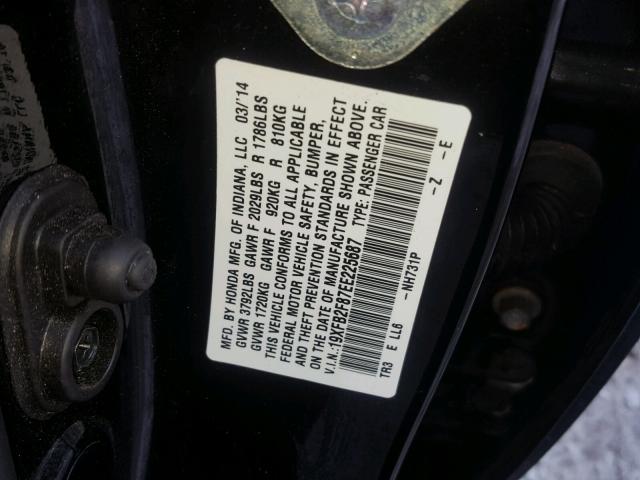 MFD. BY HONDA MFG. OF INDIANA, LLC 03/'14
GVWR 3792LBS GAWR F 2029LBS R 1786LBS
GVWR 1720KG GAWR F 920KG R 810KG
THIS VEHICLE CONFORMS TO ALL APPLICABLE
FEDERAL MOTOR VEHICLE SAFETY, BUMPER,
AND THEFT PREVENTION STANDARDS IN EFFECT
ON THE DATE OF MANUFACTURE SHOWN ABOVE.
V.I.N.:19XFB2F87EE225687 TYPE: PASSENGER CAR
TR3 E LL6 -NH731P -Z -E